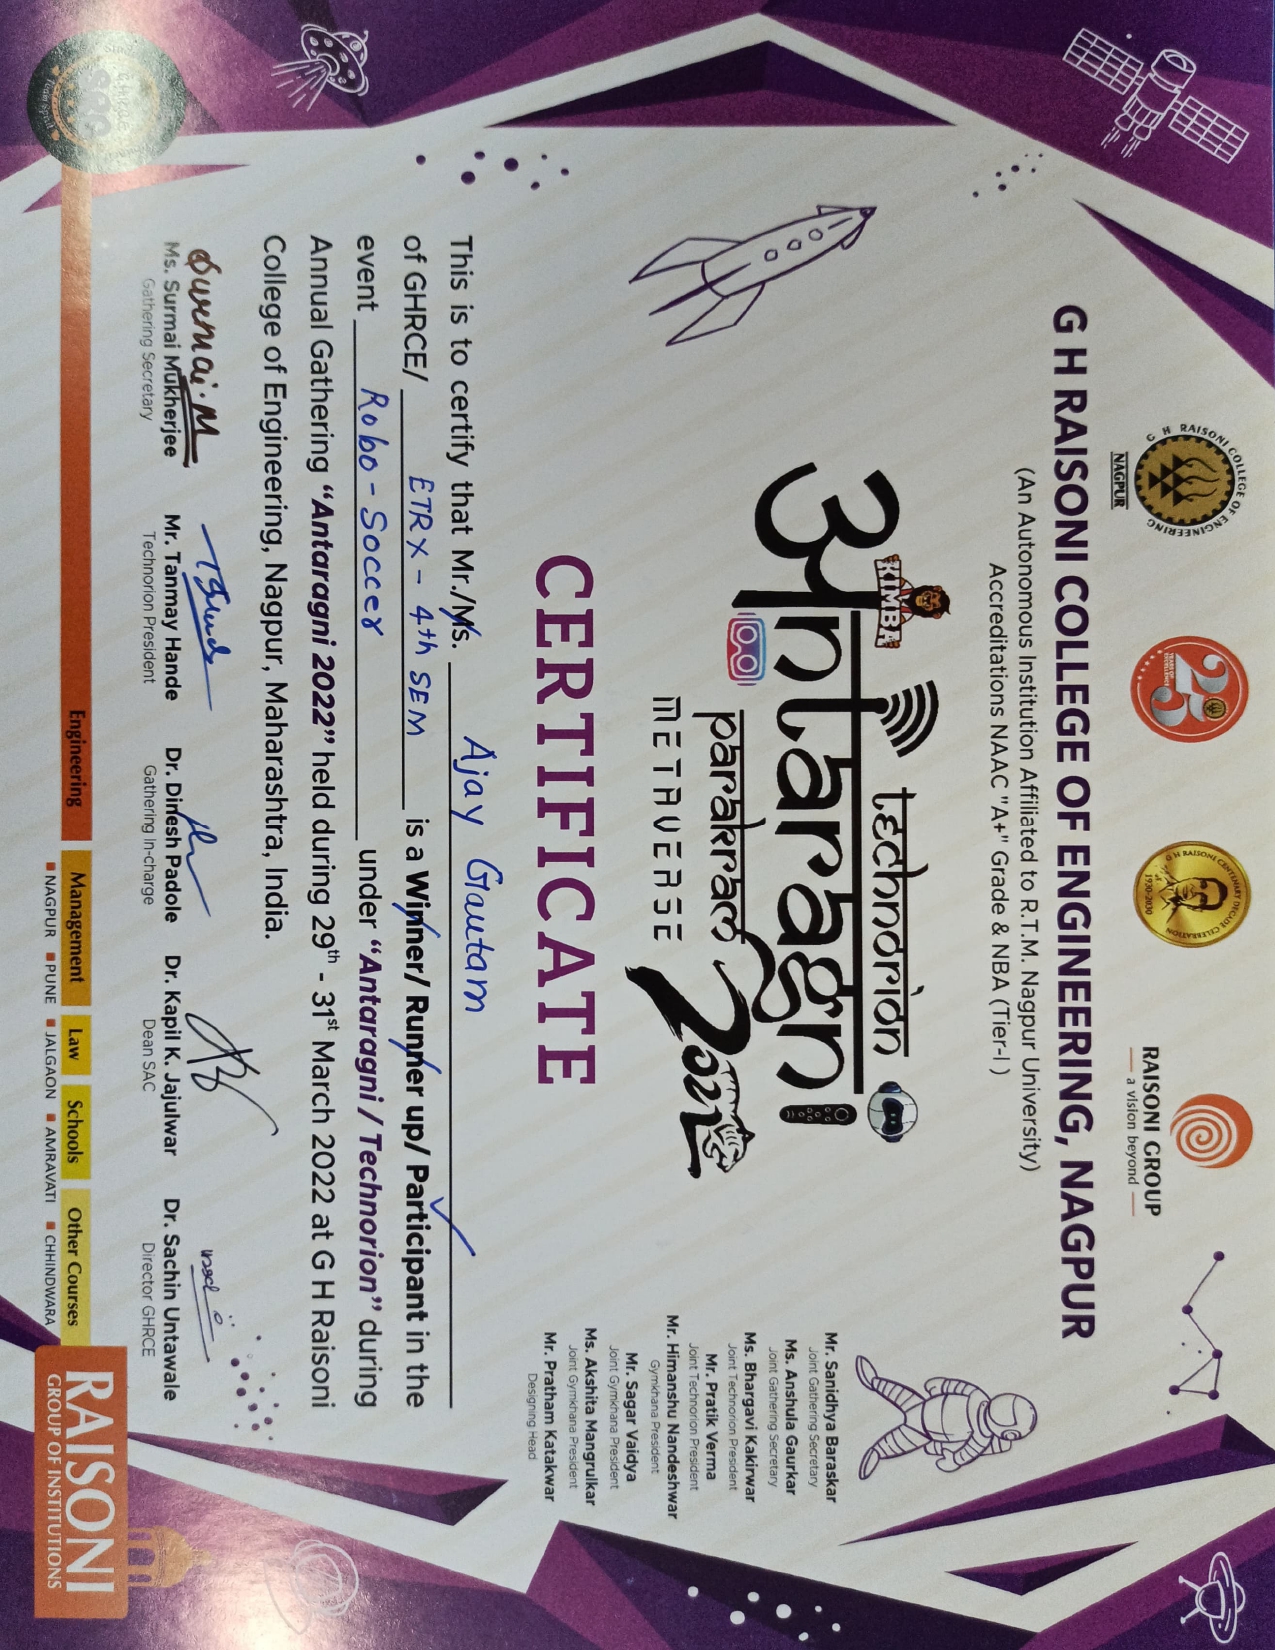 G H RAISONI COLLEGE OF ENGINEERING
NAGPUR
25
YEARS OF EXCELLENCE
G H RAISONI CENTENARY DECADE CELEBRATION
1930-2030
RAISONI GROUP
a vision beyond
G H RAISONI COLLEGE OF ENGINEERING, NAGPUR
(An Autonomous Institution Affiliated to R.T.M. Nagpur University)
Accreditations NAAC "A+" Grade & NBA (Tier-I )
KIMBA
technorion
अntaragni
parakram
2022
METAVERSE
Mr. Sanidhya Baraskar
Joint Gathering Secretary
Ms. Anshula Gaurkar
Joint Gathering Secretary
Ms. Bhargavi Kakirwar
Joint Technorion President
Mr. Pratik Verma
Joint Technorion President
Mr. Himanshu Nandeshwar
Gymkhana President
Mr. Sagar Vaidya
Joint Gymkhana President
Ms. Akshita Mangrulkar
Joint Gymkhana President
Mr. Pratham Katakwar
Designing Head
CERTIFICATE
This is to certify that Mr./Ms. Ajay Gautam
of GHRCE/ ETRX - 4th SEM is a Winner/ Runner up/ Participant in the
event Robo-Soccer under “Antaragni / Technorion” during
Annual Gathering “Antaragni 2022” held during 29th - 31st March 2022 at G H Raisoni
College of Engineering, Nagpur, Maharashtra, India.
Surmai.M
Ms. Surmai Mukherjee
Gathering Secretary
Mr. Tanmay Hande
Technorion President
Dr. Dinesh Padole
Gathering In-charge
Dr. Kapil K. Jajulwar
Dean SAC
Dr. Sachin Untawale
Director GHRCE
GHRCE
SRC
Team Spirit
Engineering
Management
Law
Schools
Other Courses
NAGPUR PUNE JALGAON AMRAVATI CHHINDWARA
RAISONI
GROUP OF INSTITUTIONS